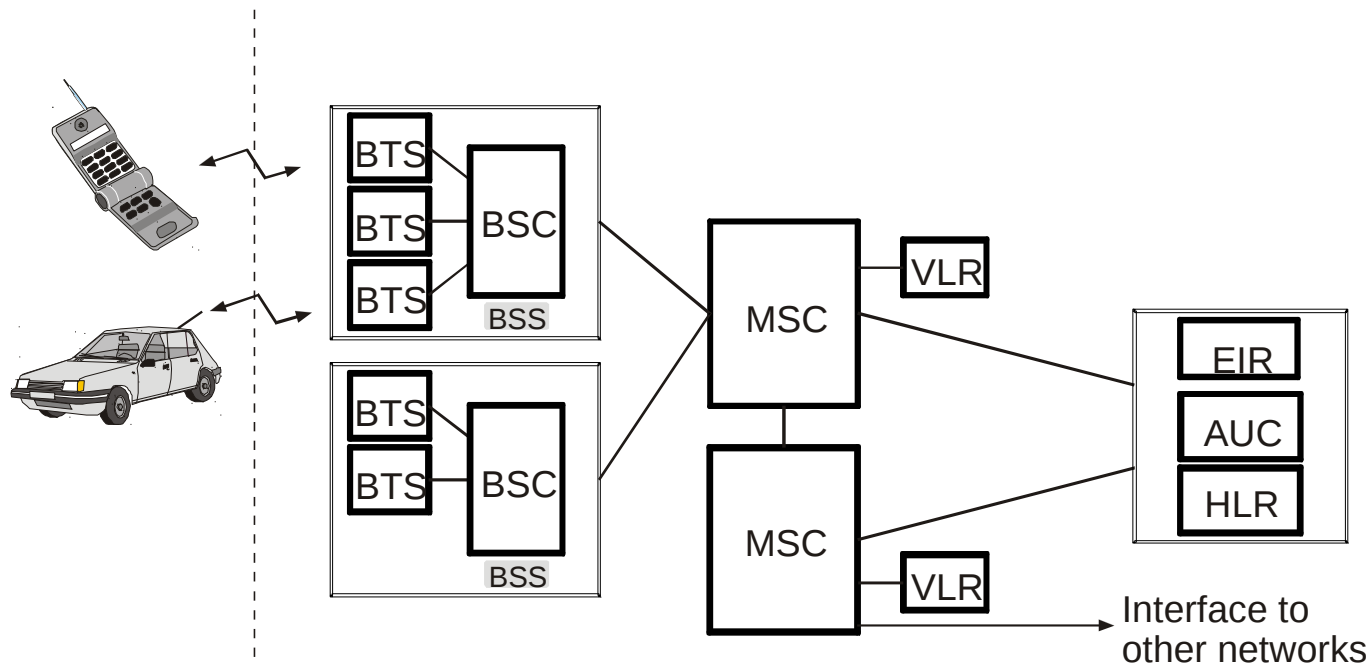 BTS
BTS
BTS
BSC
BSS
BTS
BTS
BSC
BSS
MSC
VLR
MSC
VLR
EIR
AUC
HLR
Interface to
other networks